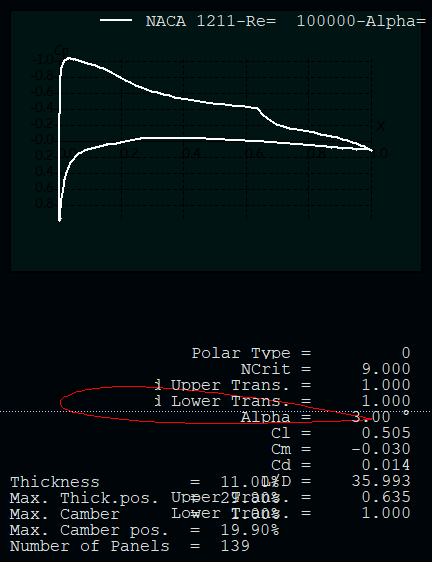 NACA 1211-Re=  100000-Alpha=
Cp
-1.0
-0.8
-0.6
-0.4
-0.2
X
0.0 0.2 0.4 0.6 0.8 1.0
0.2
0.4
0.6
0.8
Polar Type = 0
NCrit = 9.000
Upper Trans. = 1.000
Lower Trans. = 1.000
Alpha = 3.00 °
Cl = 0.505
Cm = -0.030
Cd = 0.014
L/D = 35.993
Upper Trans. = 0.635
Lower Trans. = 1.000
Thickness = 11.00%
Max. Thick.pos. =
Max. Camber =
Max. Camber pos. = 19.90%
Number of Panels = 139